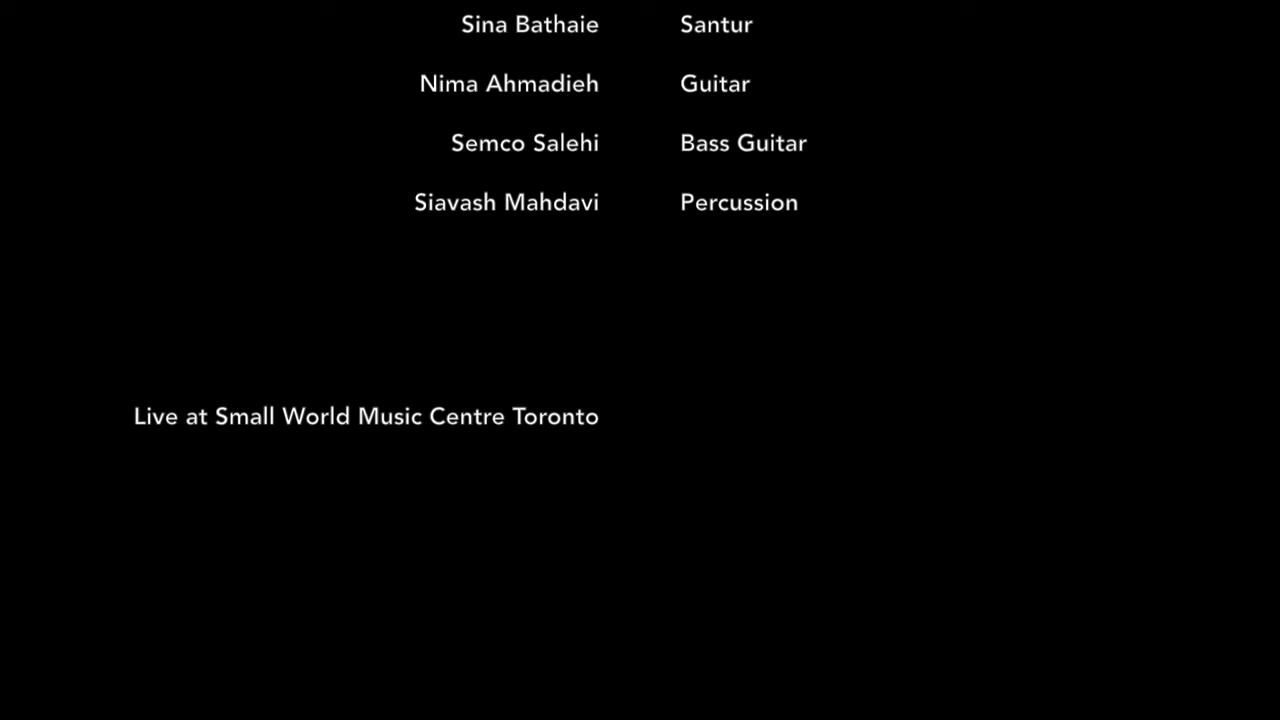 Sina Bathaie Santur
Nima Ahmadieh Guitar
Semco Salehi Bass Guitar
Siavash Mahdavi Percussion
Live at Small World Music Centre Toronto